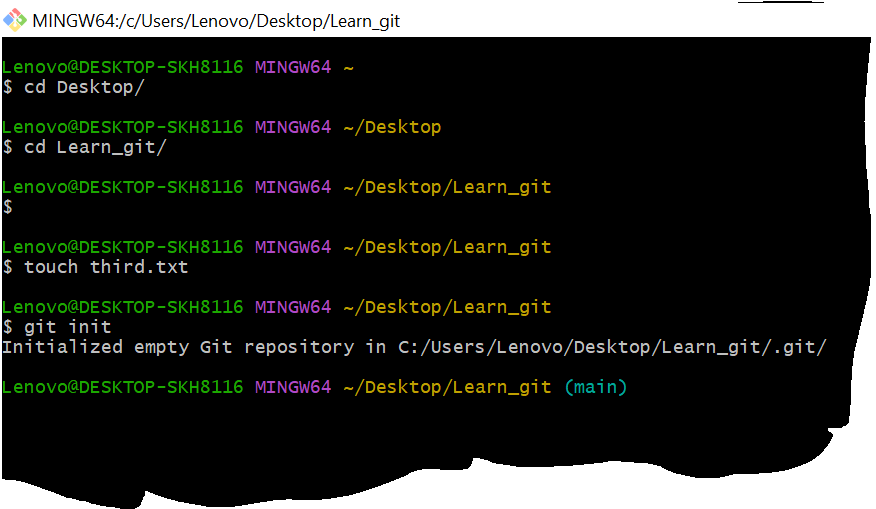 MINGW64:/c/Users/Lenovo/Desktop/Learn_git
Lenovo@DESKTOP-SKH8116 MINGW64 ~
$ cd Desktop/
Lenovo@DESKTOP-SKH8116 MINGW64 ~/Desktop
$ cd Learn_git/
Lenovo@DESKTOP-SKH8116 MINGW64 ~/Desktop/Learn_git
$
Lenovo@DESKTOP-SKH8116 MINGW64 ~/Desktop/Learn_git
$ touch third.txt
Lenovo@DESKTOP-SKH8116 MINGW64 ~/Desktop/Learn_git
$ git init
Initialized empty Git repository in C:/Users/Lenovo/Desktop/Learn_git/.git/
Lenovo@DESKTOP-SKH8116 MINGW64 ~/Desktop/Learn_git (main)